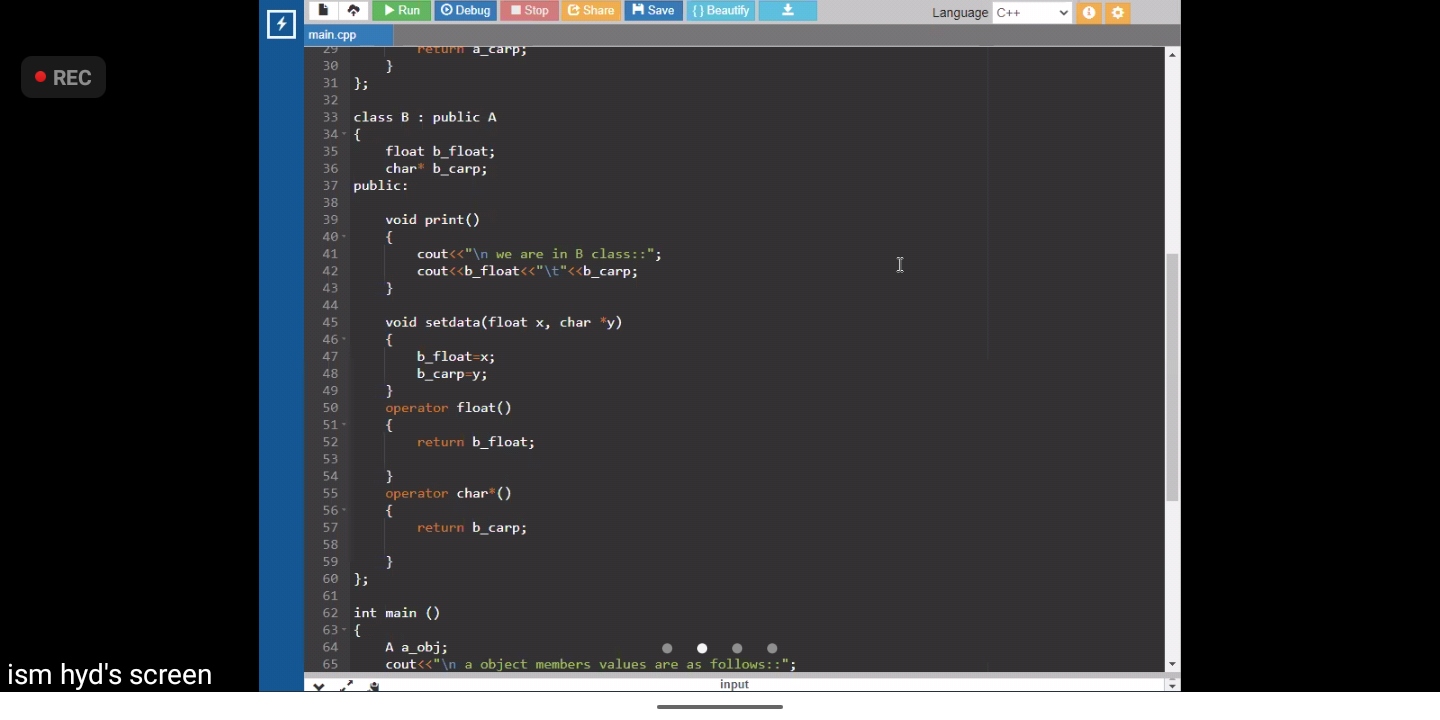 Run Debug Stop Share Save { } Beautify
Language C++
main.cpp
REC
29 return a_carp;
30 }
31 };
32
33 class B : public A
34 {
35 float b_float;
36 char* b_carp;
37 public:
38
39 void print()
40 {
41 cout<<"\n we are in B class::";
42 cout<<b_float<<"\t"<<b_carp;
43 }
44
45 void setdata(float x, char *y)
46 {
47 b_float=x;
48 b_carp=y;
49 }
50 operator float()
51 {
52 return b_float;
53
54 }
55 operator char*()
56 {
57 return b_carp;
58
59 }
60 };
61
62 int main ()
63 {
64 A a_obj;
65 cout<<"\n a object members values are as follows::";
input
ism hyd's screen